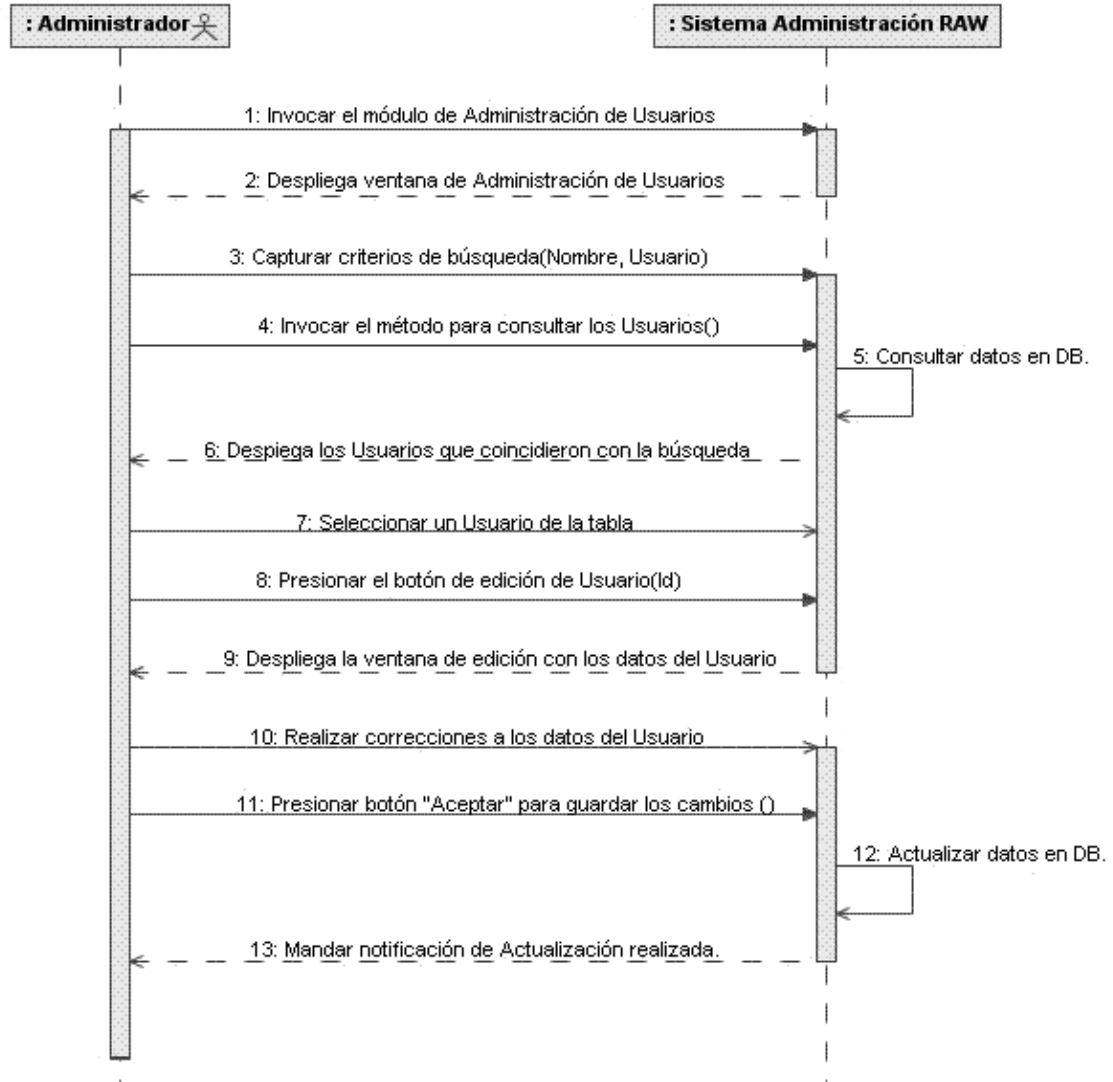 : Administrador
: Sistema Administración RAW
1: Invocar el módulo de Administración de Usuarios
2: Despliega ventana de Administración de Usuarios
3: Capturar criterios de búsqueda(Nombre, Usuario)
4: Invocar el método para consultar los Usuarios()
5: Consultar datos en DB.
6: Despiega los Usuarios que coincidieron con la búsqueda
7: Seleccionar un Usuario de la tabla
8: Presionar el botón de edición de Usuario(Id)
9: Despliega la ventana de edición con los datos del Usuario
10: Realizar correcciones a los datos del Usuario
11: Presionar botón "Aceptar" para guardar los cambios ()
12: Actualizar datos en DB.
13: Mandar notificación de Actualización realizada.